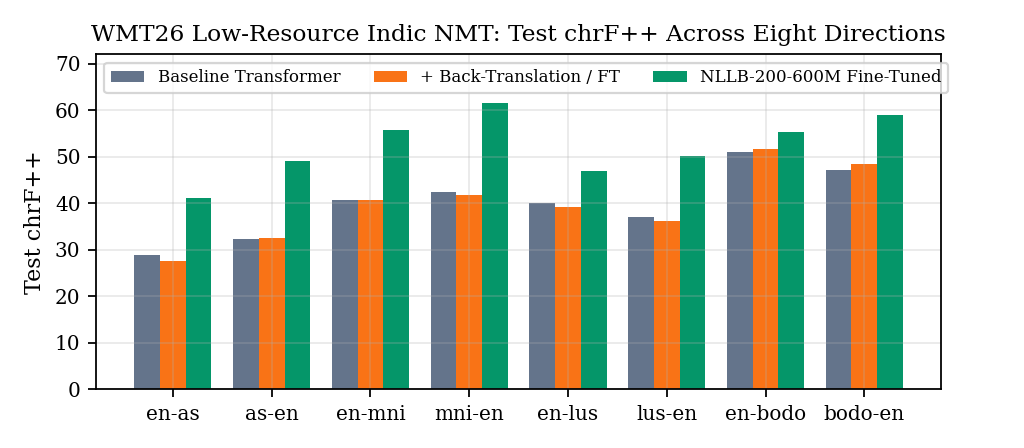 WMT26 Low-Resource Indic NMT: Test chrF++ Across Eight Directions
Baseline Transformer + Back-Translation / FT NLLB-200-600M Fine-Tuned
Test chrF++
70
60
50
40
30
20
10
0
en-as as-en en-mni mni-en en-lus lus-en en-bodo bodo-en